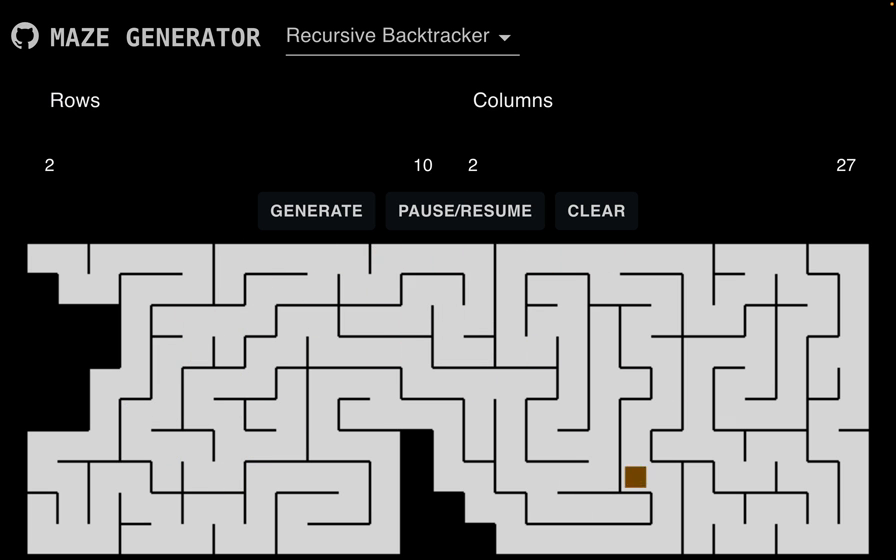 MAZE GENERATOR Recursive Backtracker
Rows Columns
2 10 2 27
GENERATE PAUSE/RESUME CLEAR